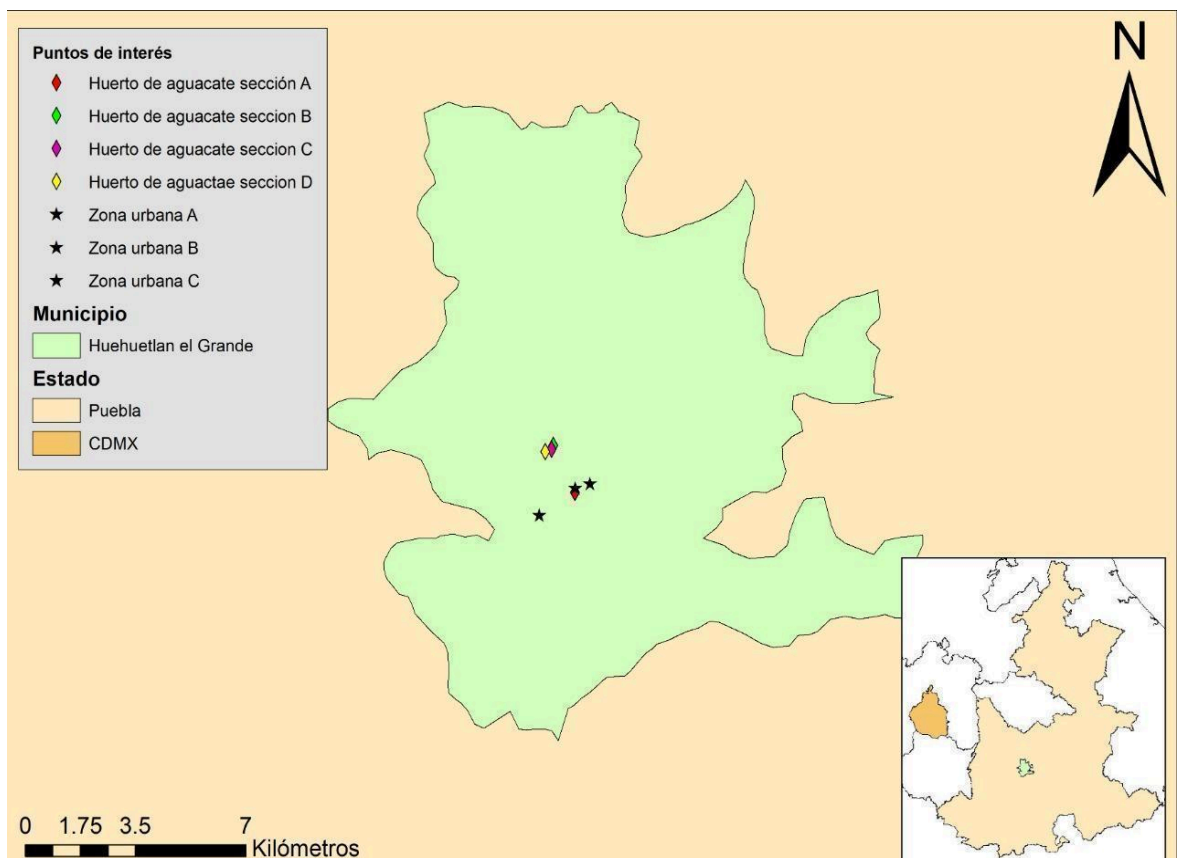 Puntos de interés
Huerto de aguacate sección A
Huerto de aguacate seccion B
Huerto de aguacate seccion C
Huerto de aguactae seccion D
Zona urbana A
Zona urbana B
Zona urbana C
Municipio
Huehuetlan el Grande
Estado
Puebla
CDMX
N
0 1.75 3.5 7
Kilómetros